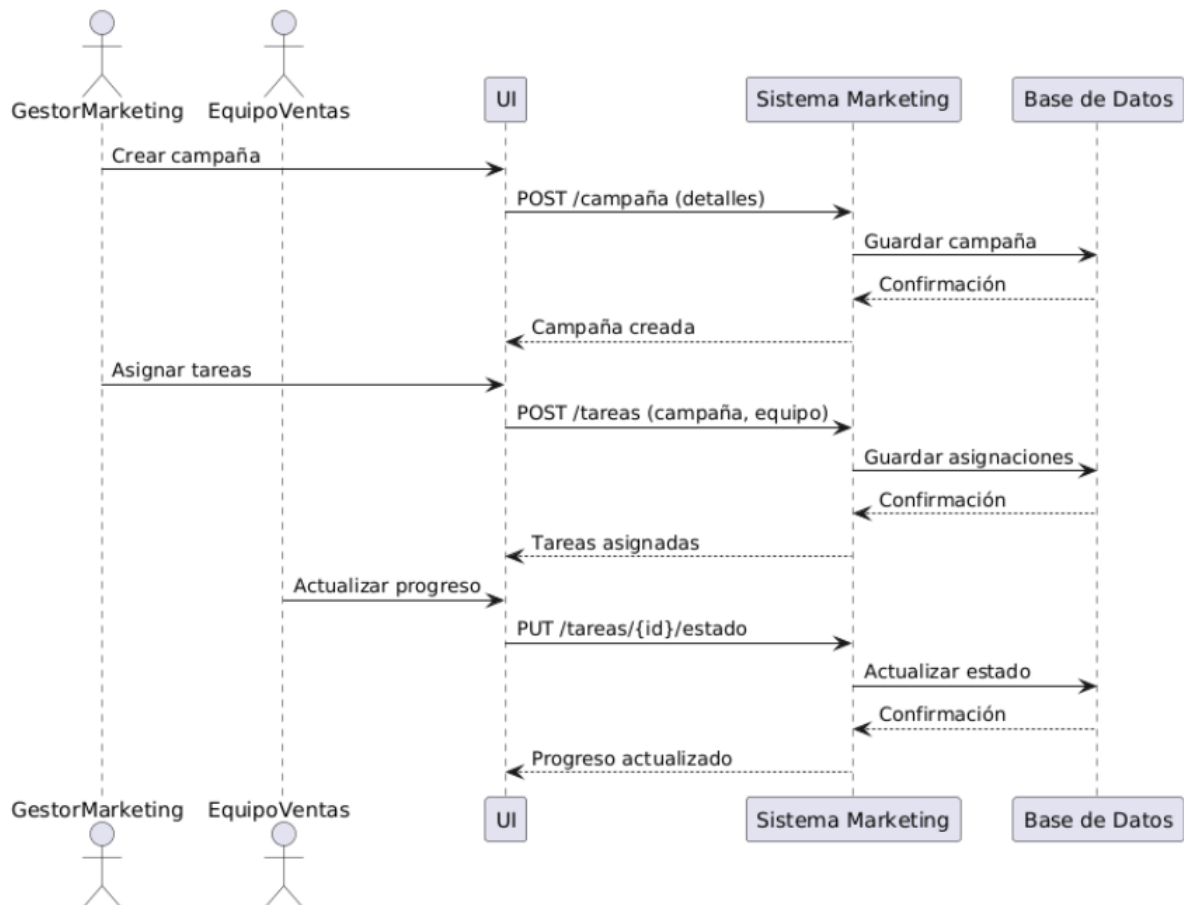 GestorMarketing
EquipoVentas
UI
Sistema Marketing
Base de Datos
Crear campaña
POST /campaña (detalles)
Guardar campaña
Confirmación
Campaña creada
Asignar tareas
POST /tareas (campaña, equipo)
Guardar asignaciones
Confirmación
Tareas asignadas
Actualizar progreso
PUT /tareas/{id}/estado
Actualizar estado
Confirmación
Progreso actualizado
GestorMarketing
EquipoVentas
UI
Sistema Marketing
Base de Datos